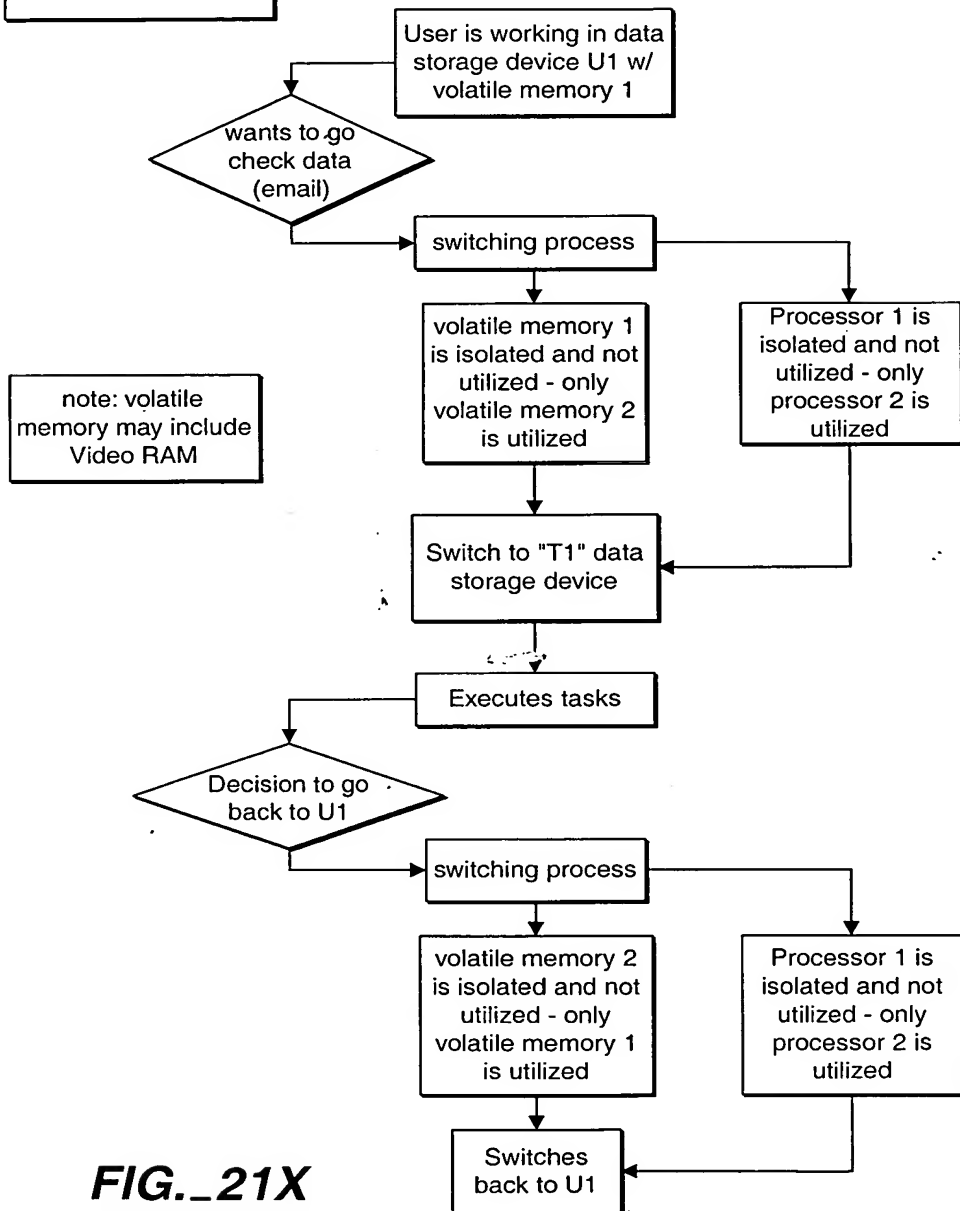 User is working in data
storage device U1 w/
volatile memory 1
wants to go
check data
(email)
switching process
volatile memory 1
is isolated and not
utilized - only
volatile memory 2
is utilized
Processor 1 is
isolated and not
utilized - only
processor 2 is
utilized
note: volatile
memory may include
Video RAM
Switch to "T1" data
storage device
Executes tasks
Decision to go
back to U1
switching process
volatile memory 2
is isolated and not
utilized - only
volatile memory 1
is utilized
Processor 1 is
isolated and not
utilized - only
processor 2 is
utilized
Switches
back to U1
FIG._21X